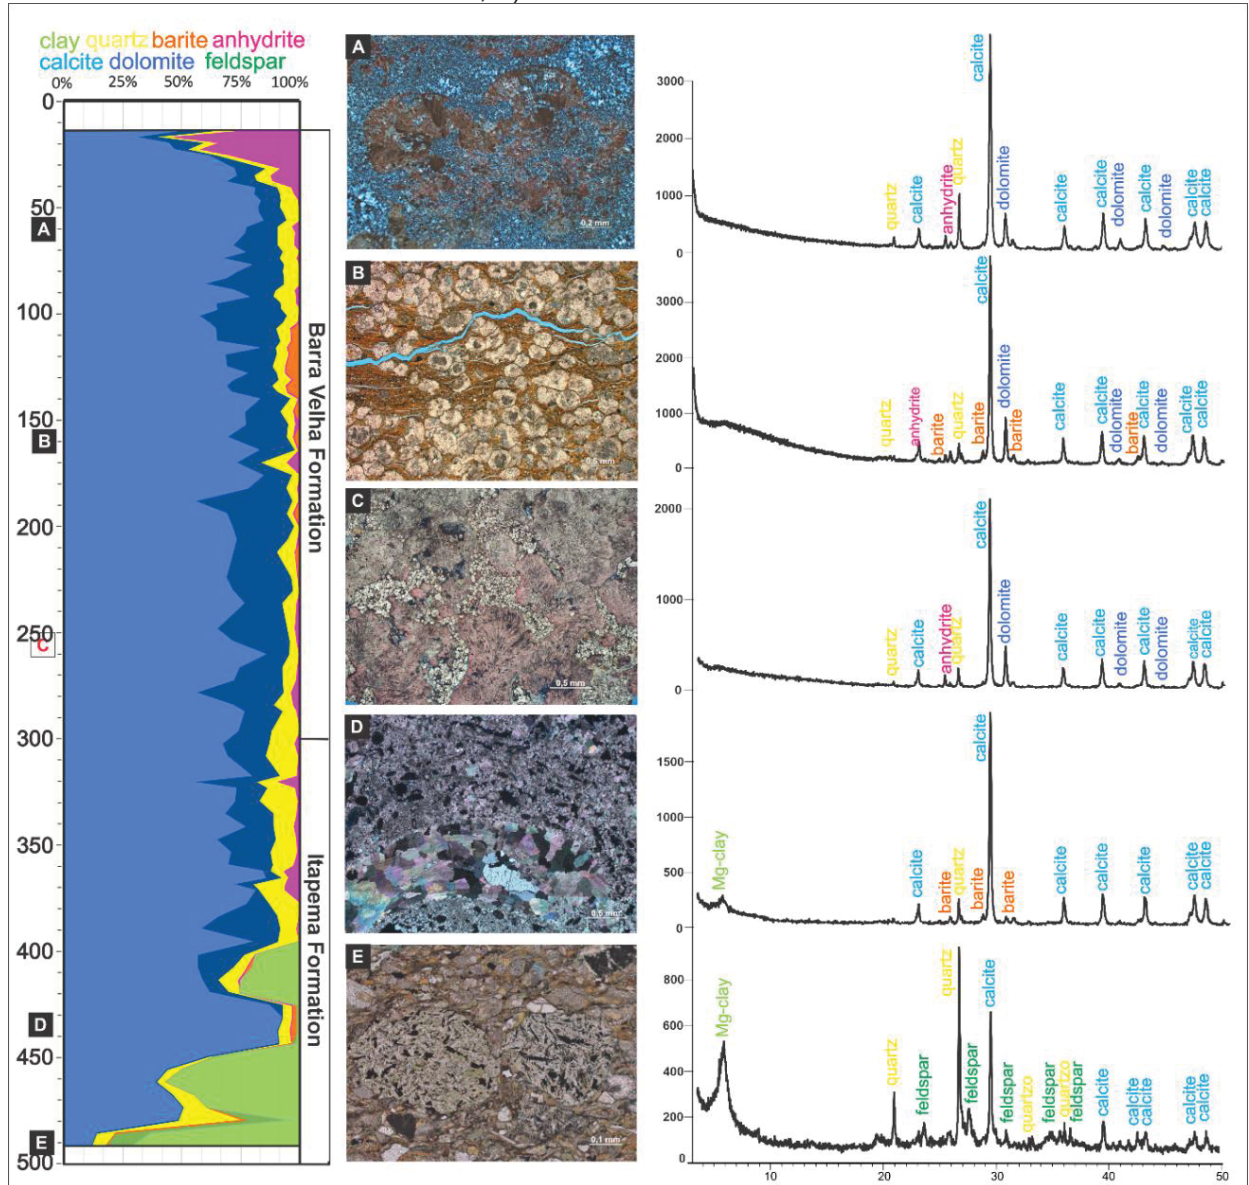 clay quartz barite anhydrite
calcite dolomite feldspar
0% 25% 50% 75% 100%
0
50
A
100
150
B
200
250
C
300
350
400
D
450
E
500
Barra Velha Formation
Itapema Formation
A
0.2 mm
B
C
0,5 mm
D
0,5 mm
E
0,1 mm
3000
2000
1000
0
quartz
calcite
anhydrite
quartz
calcite
dolomite
calcite
calcite
dolomite
calcite
dolomite
calcite
calcite
3000
2000
1000
0
quartz
anhydrite
barite
quartz
barite
calcite
dolomite
barite
calcite
calcite
dolomite
barite
calcite
dolomite
calcite
calcite
2000
1000
0
quartz
calcite
anhydrite
quartz
calcite
dolomite
calcite
calcite
dolomite
calcite
dolomite
calcite
calcite
1500
1000
500
0
Mg-clay
calcite
barite
quartz
barite
calcite
barite
calcite
calcite
calcite
calcite
calcite
800
600
400
200
0
Mg-clay
quartz
feldspar
quartz
feldspar
calcite
feldspar
quartzo
feldspar
quartzo
feldspar
calcite
calcite
calcite
calcite
calcite
10 20 30 40 50